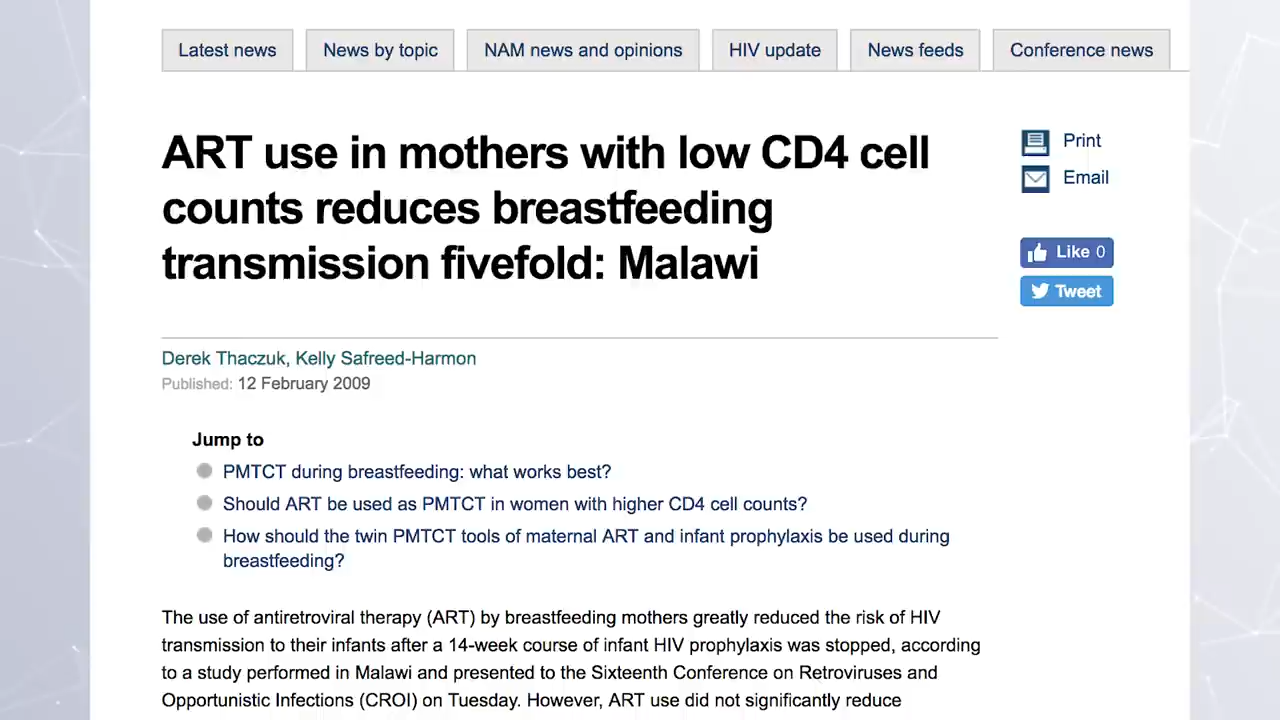 Latest news
News by topic
NAM news and opinions
HIV update
News feeds
Conference news
ART use in mothers with low CD4 cell
counts reduces breastfeeding
transmission fivefold: Malawi
Print
Email
Like 0
Tweet
Derek Thaczuk, Kelly Safreed-Harmon
Published: 12 February 2009
Jump to
PMTCT during breastfeeding: what works best?
Should ART be used as PMTCT in women with higher CD4 cell counts?
How should the twin PMTCT tools of maternal ART and infant prophylaxis be used during
breastfeeding?
The use of antiretroviral therapy (ART) by breastfeeding mothers greatly reduced the risk of HIV
transmission to their infants after a 14-week course of infant HIV prophylaxis was stopped, according
to a study performed in Malawi and presented to the Sixteenth Conference on Retroviruses and
Opportunistic Infections (CROI) on Tuesday. However, ART use did not significantly reduce